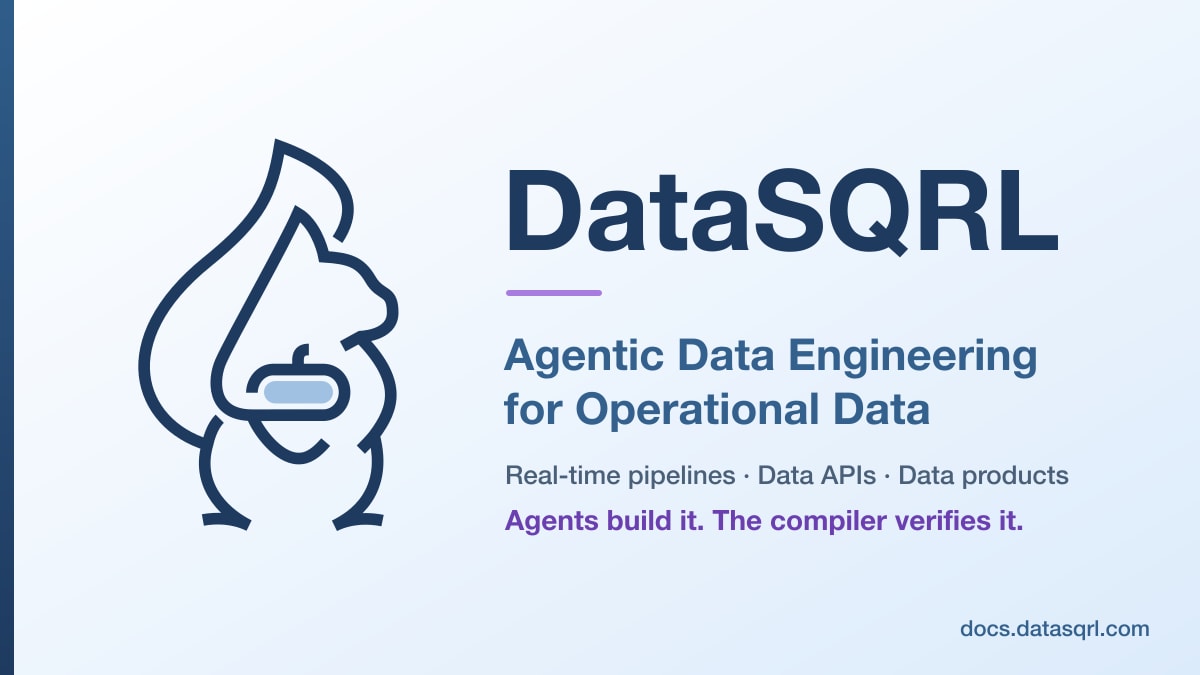 DataSQRL
Agentic Data Engineering
for Operational Data
Real-time pipelines · Data APIs · Data products
Agents build it. The compiler verifies it.
docs.datasqrl.com